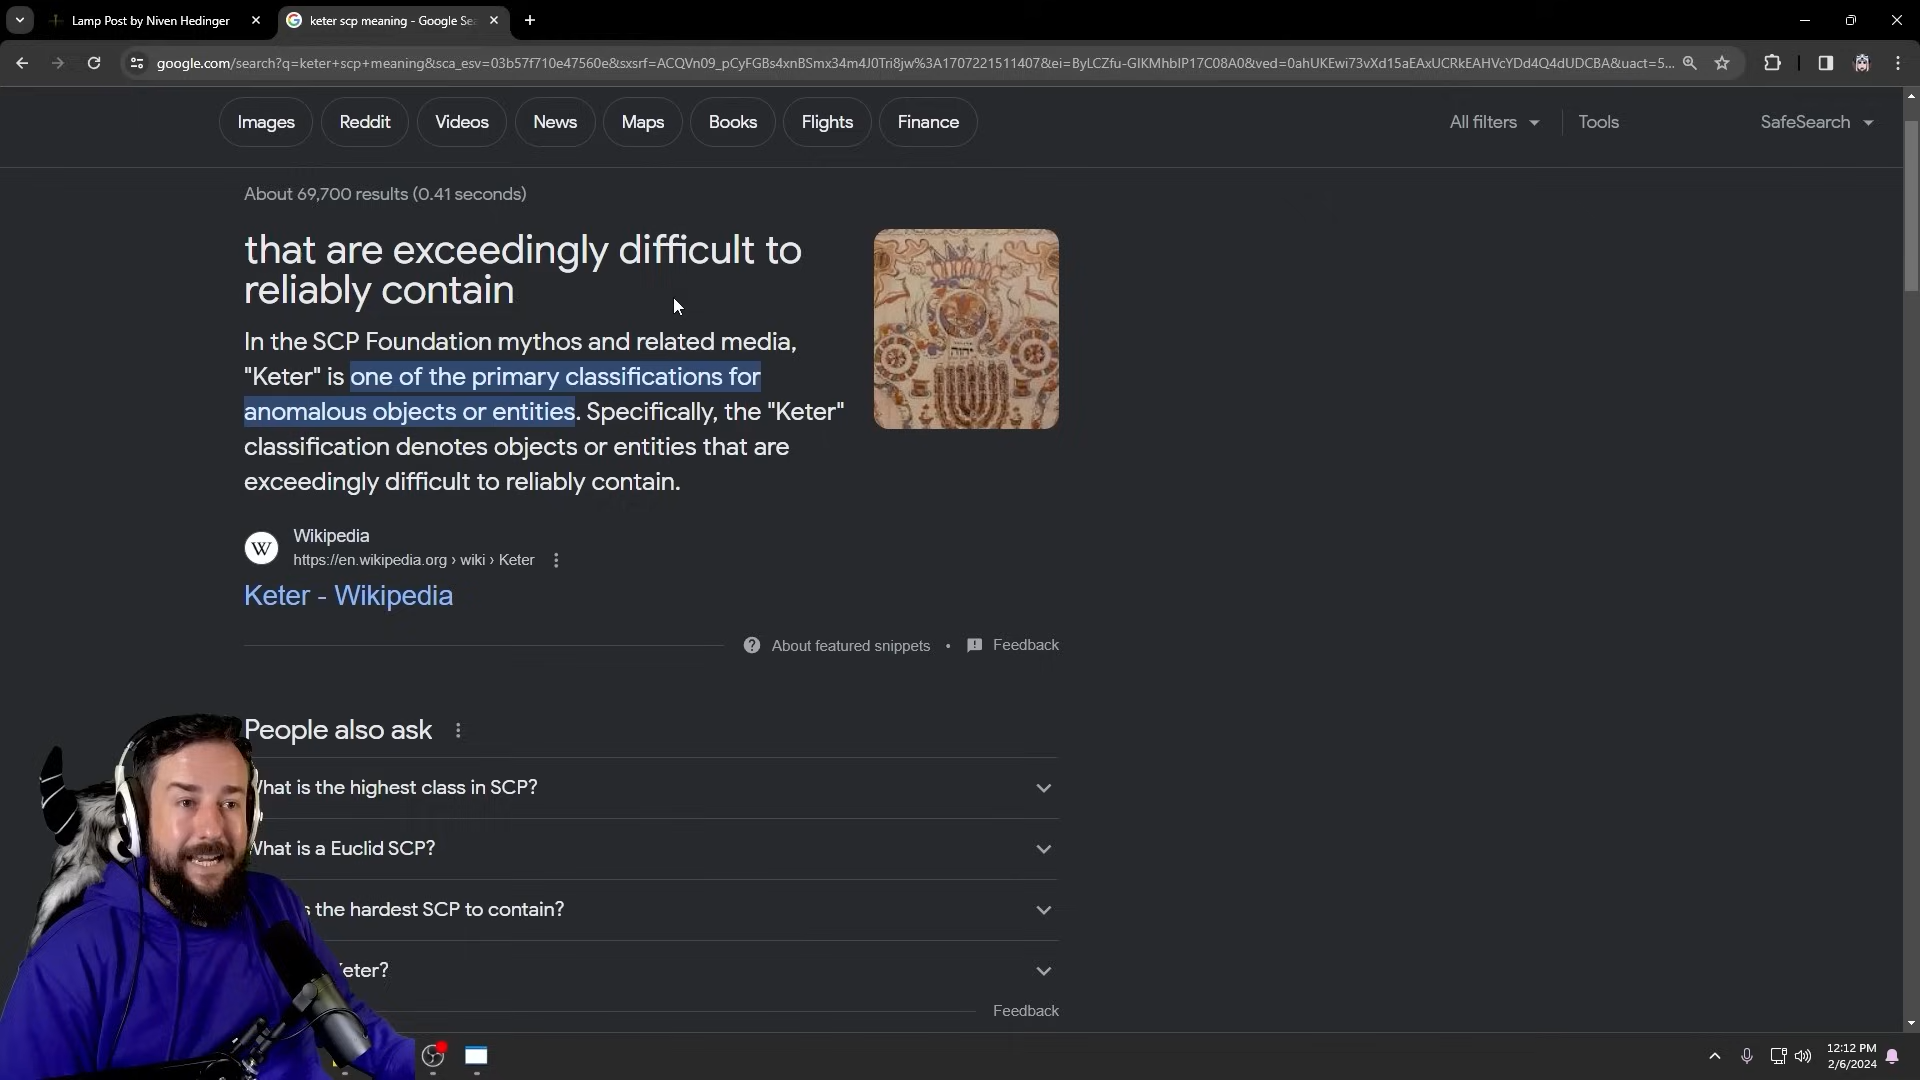 Lamp Post by Niven Hedinger
keter scp meaning - Google Sea
google.com/search?q=keter+scp+meaning&sca_esv=03b57f710e47560e&sxsrf=ACQVn09_pCyFGBs4xnBSmx34m4J0Tri8jw%3A1707221511407&ei=ByLCZfu-GIKMhbIP17C08A0&ved=0ahUKEwi73vXd15aEAxUCRkEAHVcYDd4Q4dUDCBA&uact=5...
Images Reddit Videos News Maps Books Flights Finance All filters Tools SafeSearch
About 69,700 results (0.41 seconds)
that are exceedingly difficult to
reliably contain
In the SCP Foundation mythos and related media,
"Keter" is one of the primary classifications for
anomalous objects or entities. Specifically, the "Keter"
classification denotes objects or entities that are
exceedingly difficult to reliably contain.
W
Wikipedia
https://en.wikipedia.org › wiki › Keter
Keter - Wikipedia
About featured snippets • Feedback
People also ask
What is the highest class in SCP?
What is a Euclid SCP?
s the hardest SCP to contain?
Keter?
Feedback
12:12 PM
2/6/2024